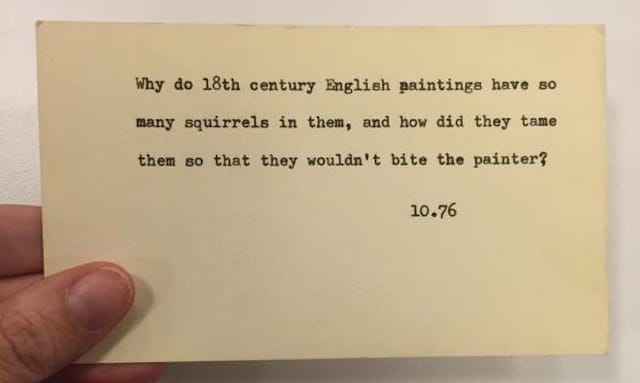 Why do 18th century English paintings have so
many squirrels in them, and how did they tame
them so that they wouldn't bite the painter?
10.76